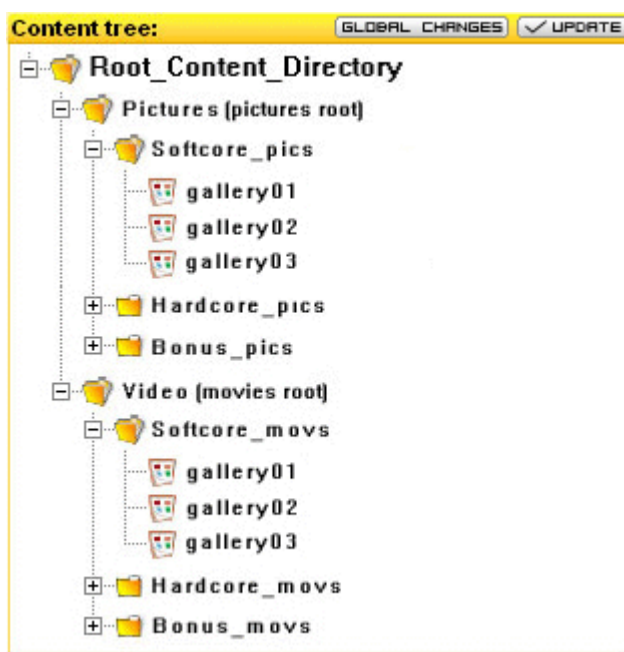 Content tree: GLOBAL CHANGES UPDATE
Root_Content_Directory
Pictures (pictures root)
Softcore_pics
gallery01
gallery02
gallery03
Hardcore_pics
Bonus_pics
Video (movies root)
Softcore_movs
gallery01
gallery02
gallery03
Hardcore_movs
Bonus_movs